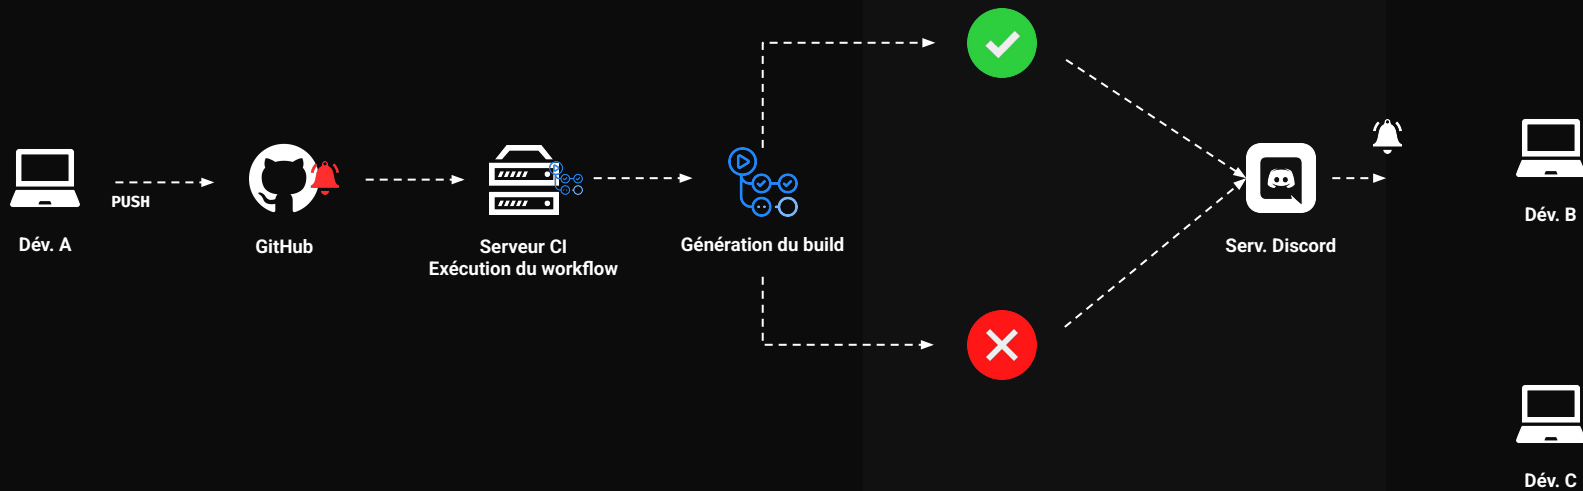 PUSH
Dév. A
GitHub
Serveur CI
Exécution du workflow
Génération du build
Serv. Discord
Dév. B
Dév. C